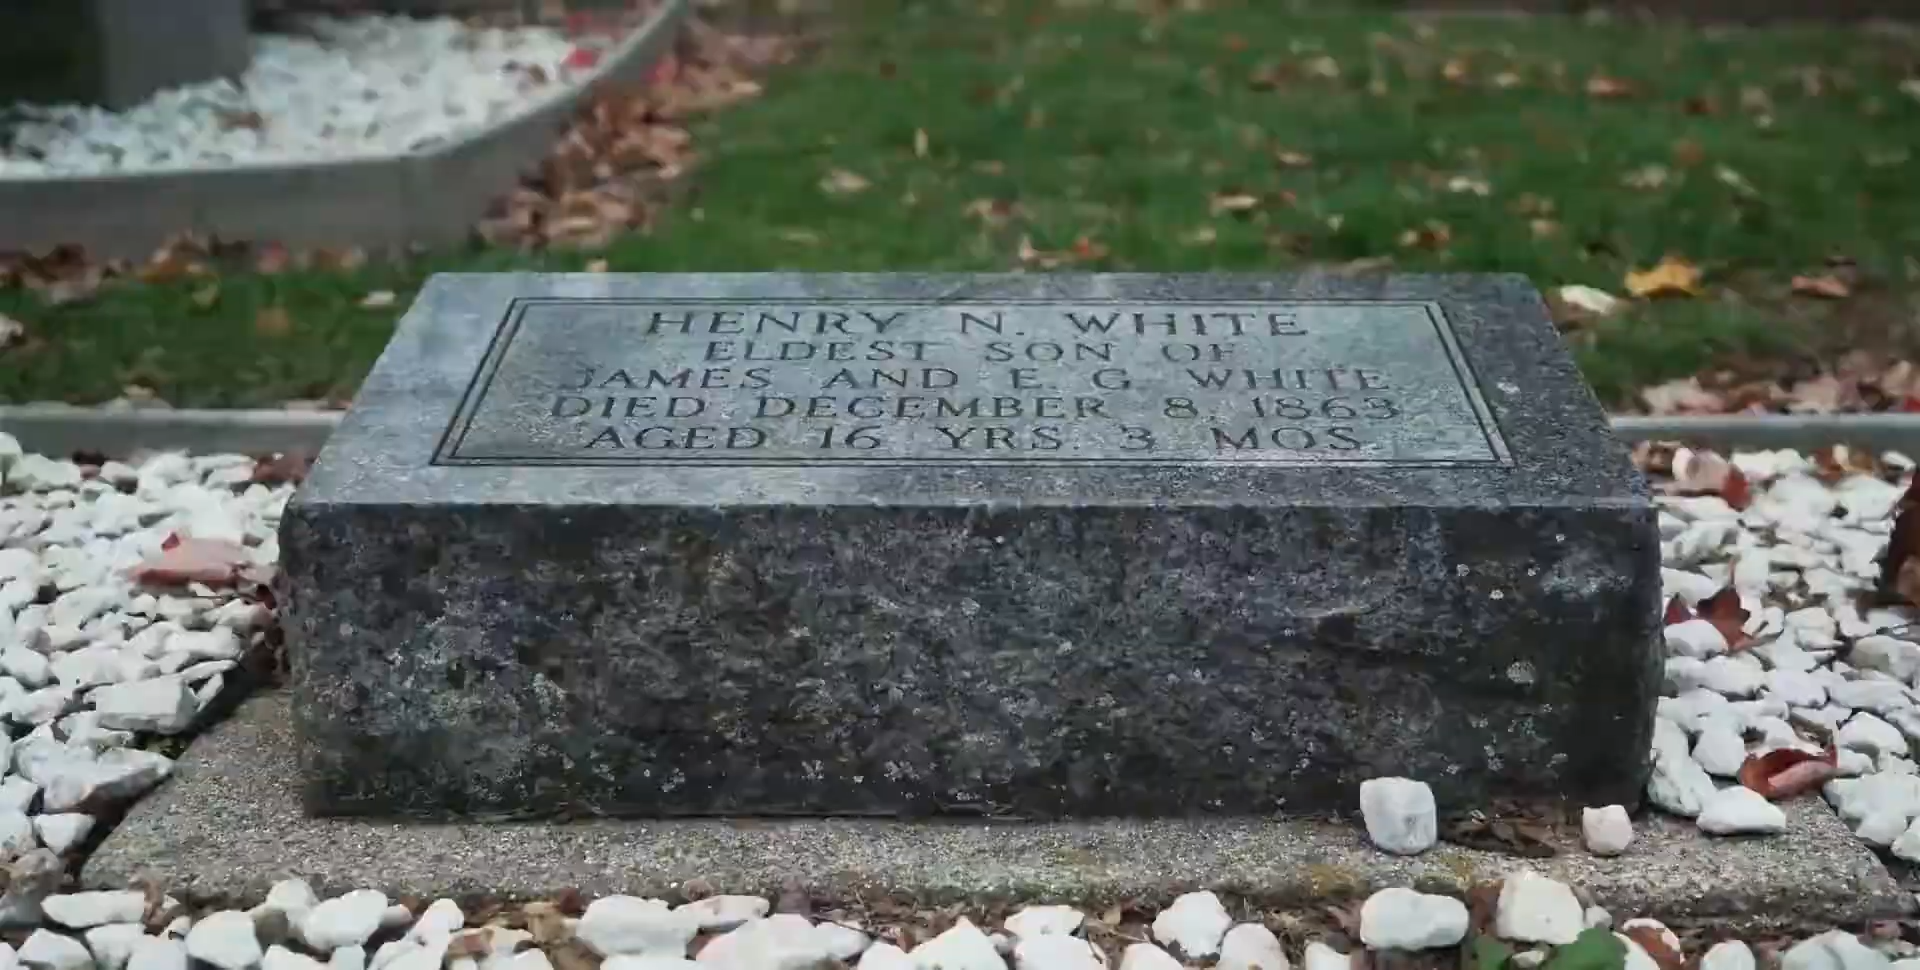 HENRY N. WHITE
ELDEST SON OF
JAMES AND E. G. WHITE
DIED DECEMBER 8, 1863
AGED 16 YRS. 3 MOS.